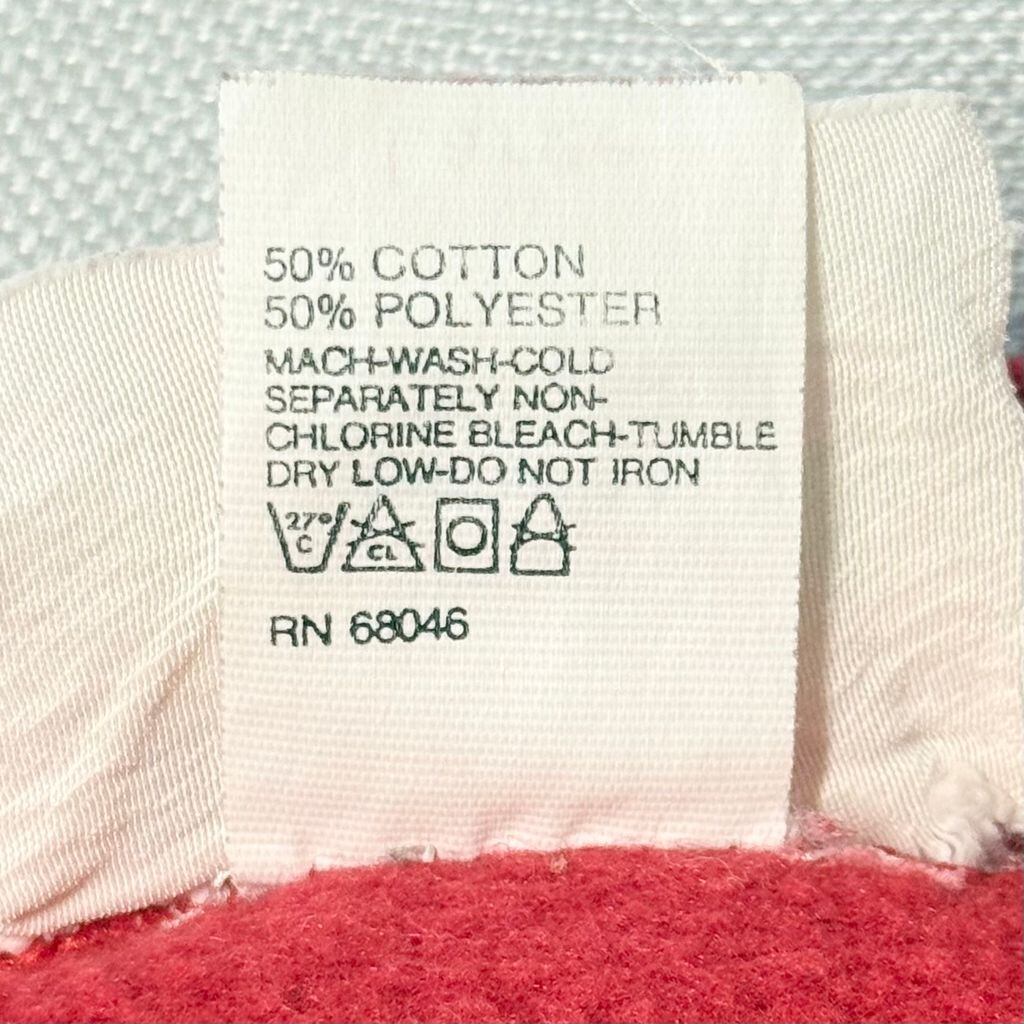 50% COTTON
50% POLYESTER
MACH-WASH-COLD
SEPARATELY NON-
CHLORINE BLEACH-TUMBLE
DRY LOW-DO NOT IRON
27° CL
C
RN 68046